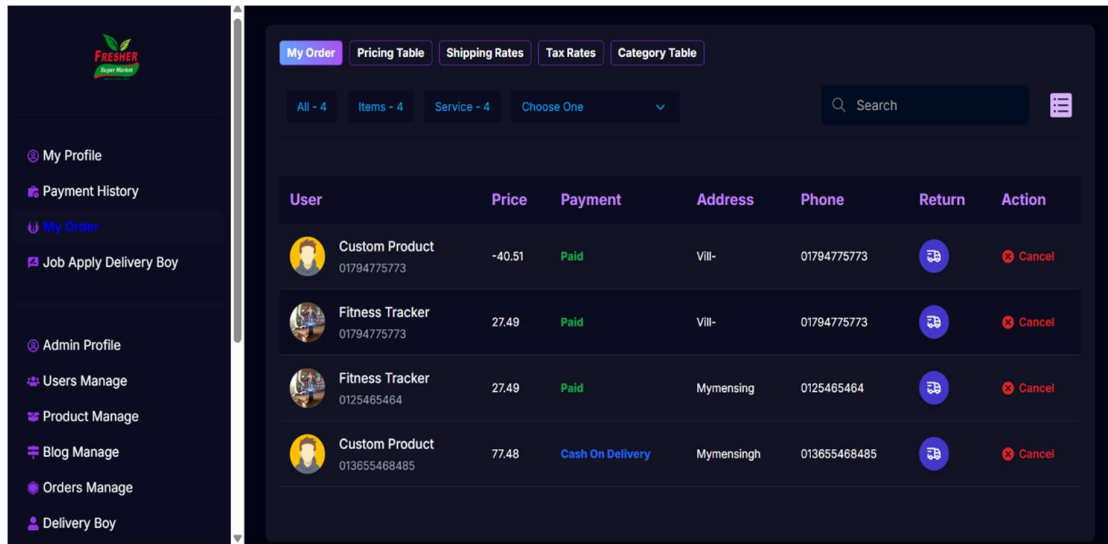 FRESHER
Super Market
My Profile
Payment History
My Order
Job Apply Delivery Boy
Admin Profile
Users Manage
Product Manage
Blog Manage
Orders Manage
Delivery Boy
My Order Pricing Table Shipping Rates Tax Rates Category Table
All - 4 Items - 4 Service - 4 Choose One Search
User Price Payment Address Phone Return Action
Custom Product
01794775773 -40.51 Paid Vill- 01794775773 Cancel
Fitness Tracker
01794775773 27.49 Paid Vill- 01794775773 Cancel
Fitness Tracker
0125465464 27.49 Paid Mymensing 0125465464 Cancel
Custom Product
013655468485 77.48 Cash On Delivery Mymensingh 013655468485 Cancel